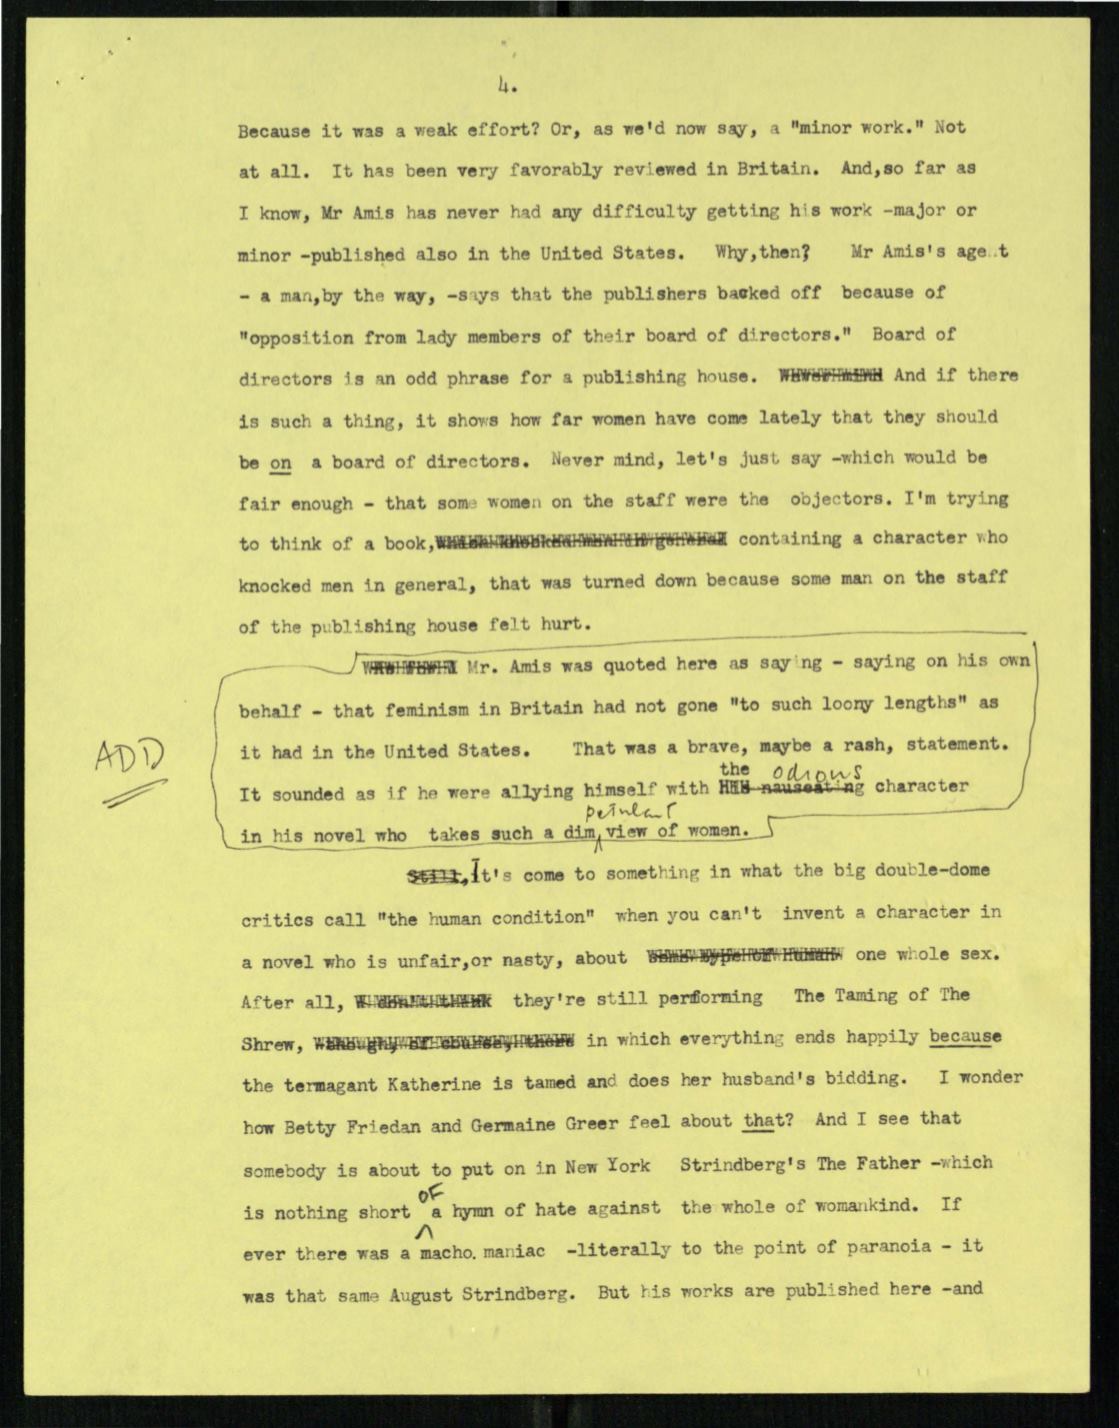 4.
Because it was a weak effort? Or, as we'd now say, a "minor work." Not
at all. It has been very favorably reviewed in Britain. And,so far as
I know, Mr Amis has never had any difficulty getting his work -major or
minor -published also in the United States. Why,then? Mr Amis's agent
- a man,by the way, -says that the publishers backed off because of
"opposition from lady members of their board of directors." Board of
directors is an odd phrase for a publishing house. And if there
is such a thing, it shows how far women have come lately that they should
be on a board of directors. Never mind, let's just say -which would be
fair enough - that some women on the staff were the objectors. I'm trying
to think of a book, containing a character who
knocked men in general, that was turned down because some man on the staff
of the publishing house felt hurt.
Mr. Amis was quoted here as saying - saying on his own
behalf - that feminism in Britain had not gone "to such loony lengths" as
ADD
it had in the United States. That was a brave, maybe a rash, statement.
the odious
It sounded as if he were allying himself with nauseating character
petulant
in his novel who takes such a dim, view of women.
Still, It's come to something in what the big double-dome
critics call "the human condition" when you can't invent a character in
a novel who is unfair,or nasty, about one whole sex.
After all, they're still performing The Taming of The
Shrew, in which everything ends happily because
the termagant Katherine is tamed and does her husband's bidding. I wonder
how Betty Friedan and Germaine Greer feel about that? And I see that
somebody is about to put on in New York Strindberg's The Father -which
OF
is nothing short a hymn of hate against the whole of womankind. If
ever there was a macho. maniac -literally to the point of paranoia - it
was that same August Strindberg. But his works are published here -and